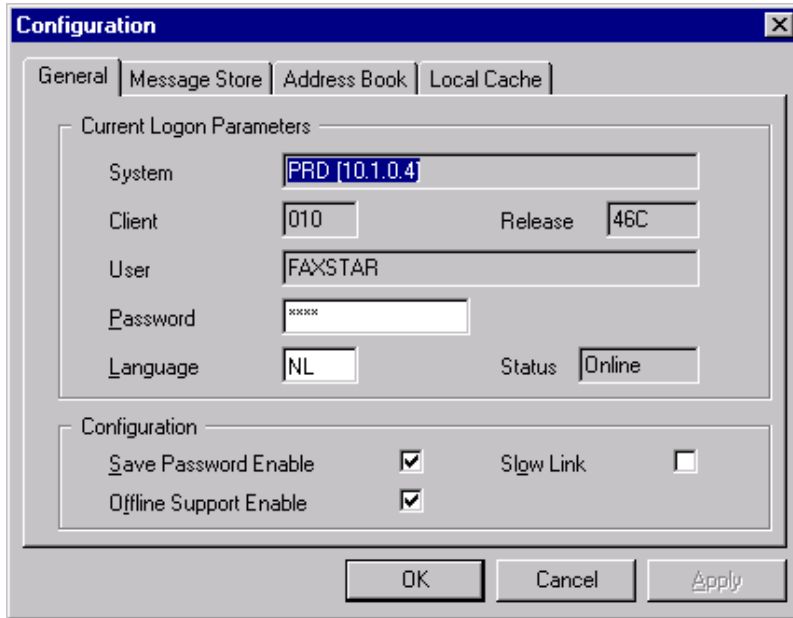 Configuration
General Message Store Address Book Local Cache
Current Logon Parameters
System PRD [10.1.0.4]
Client 010 Release 46C
User FAXSTAR
Password ****
Language NL Status Online
Configuration
Save Password Enable Slow Link
Offline Support Enable
OK Cancel Apply